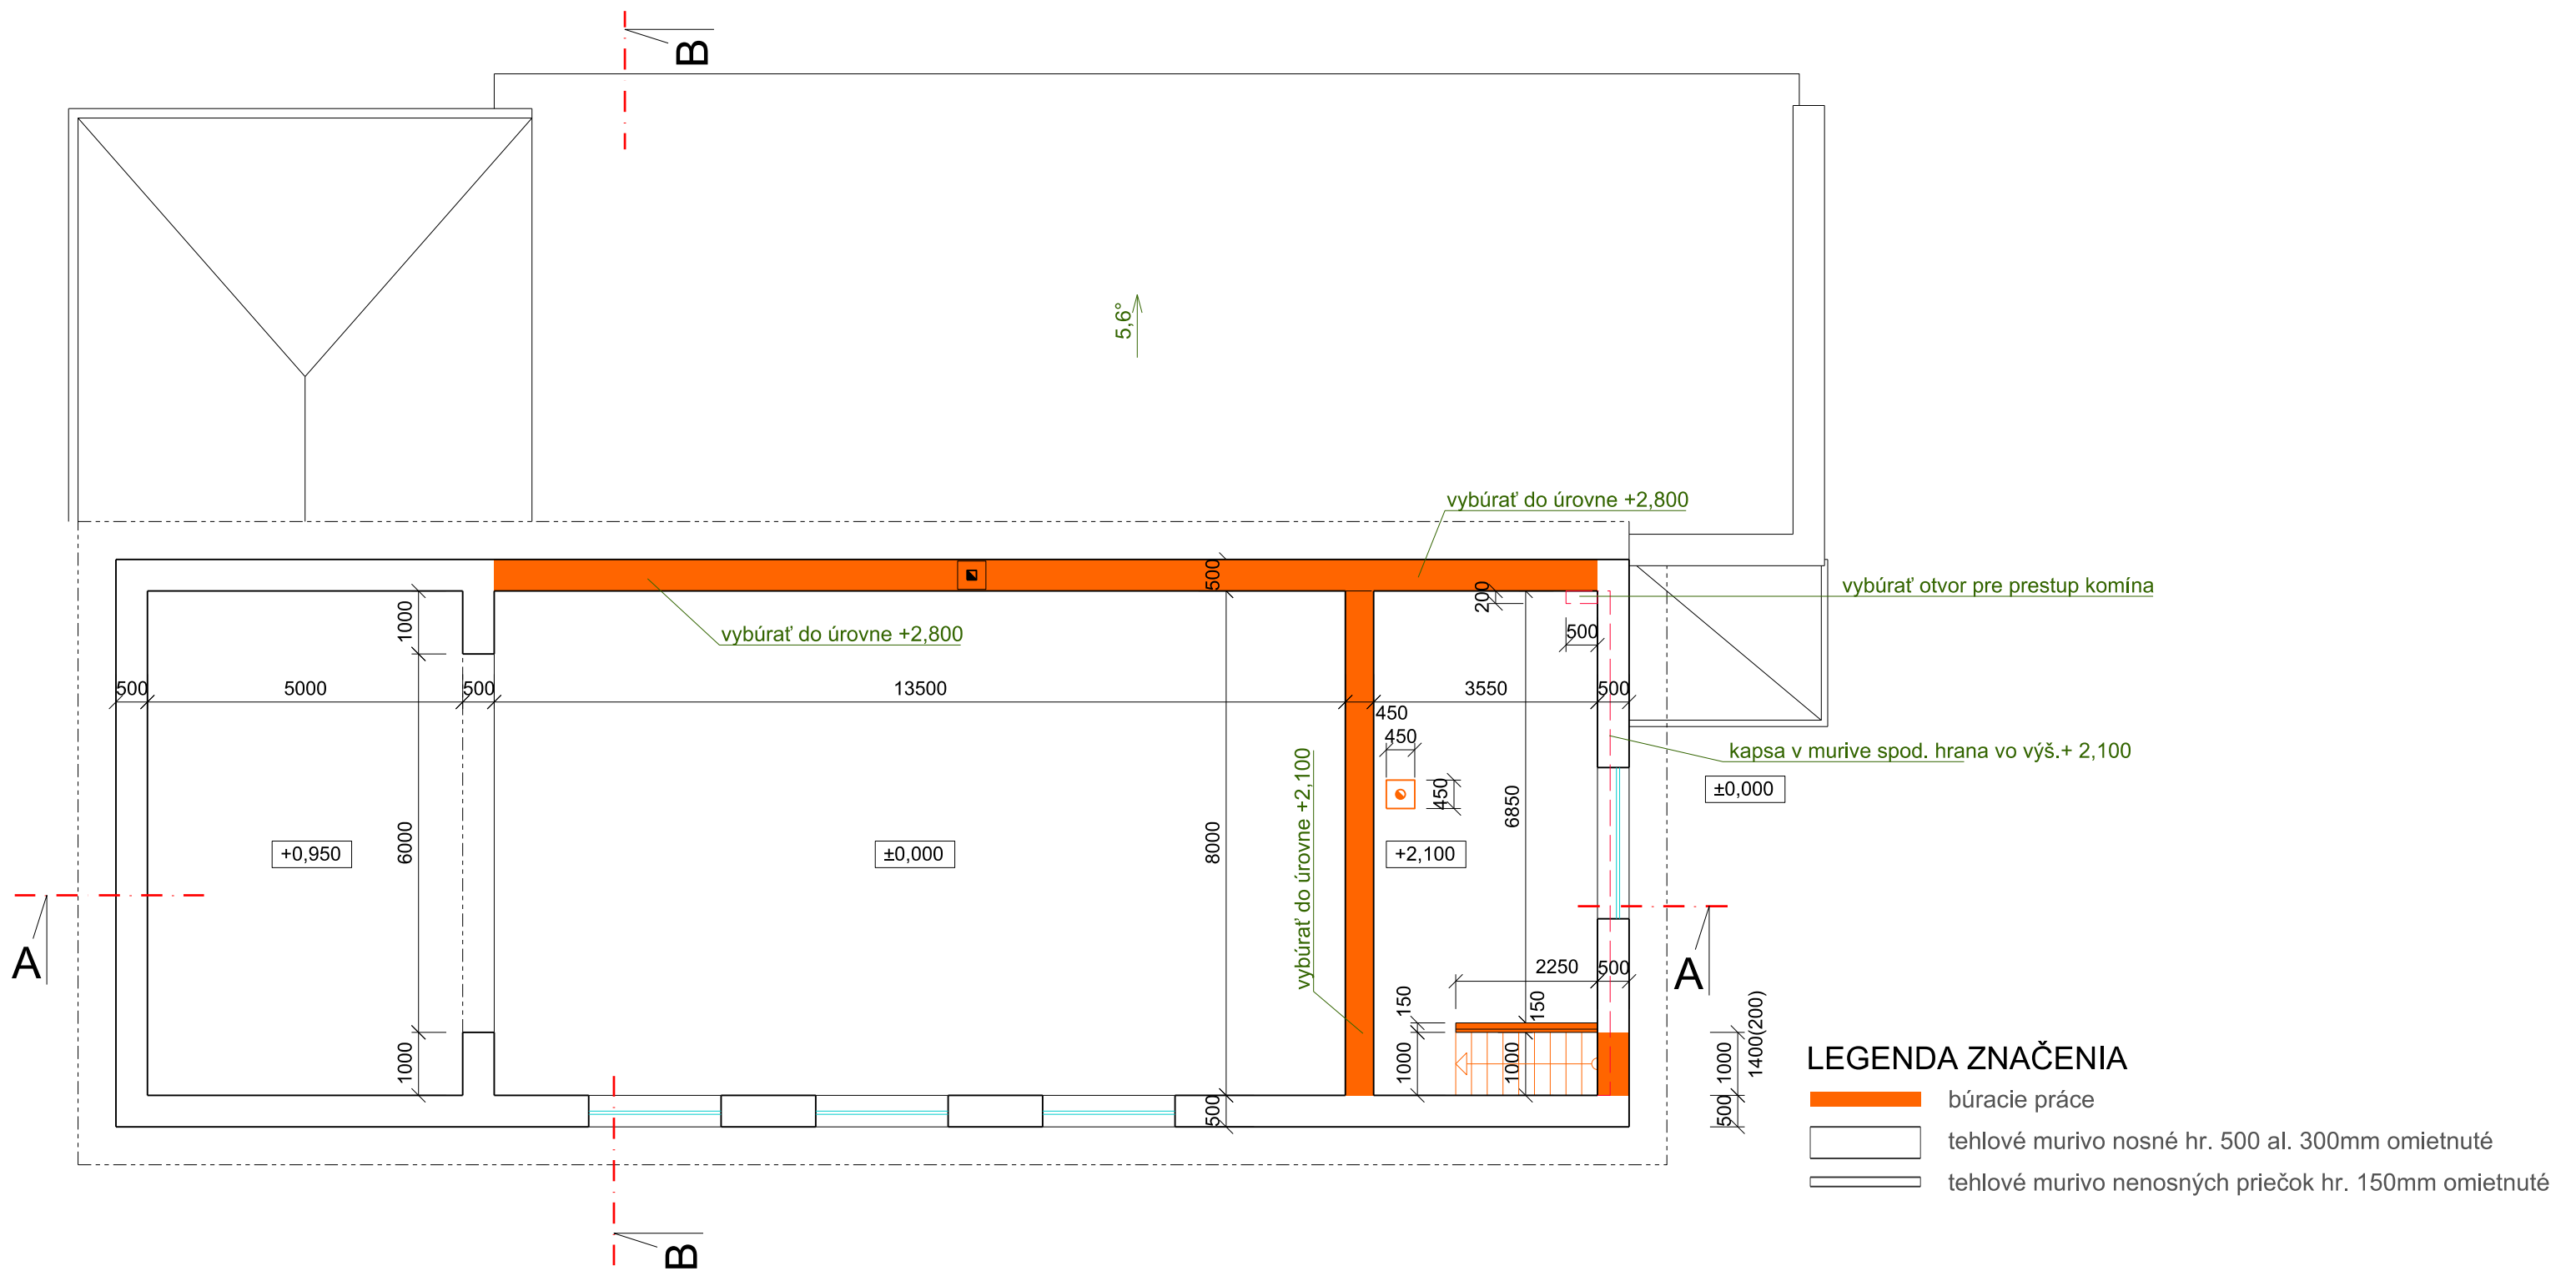 B
5,6°
vybúrať do úrovne +2,800
500
200
vybúrať otvor pre prestup komína
1000
vybúrať do úrovne +2,800
500
500
5000
500
13500
3550
500
450
450
kapsa v murive spod. hrana vo výš.+ 2,100
vybúrať do úrovne +2,100
450
±0,000
6850
6000
8000
+0,950
±0,000
+2,100
A
A
2250
500
150
150
1400(200)
1000
1000
1000
1000
500
500
LEGENDA ZNAČENIA
búracie práce
tehlové murivo nosné hr. 500 al. 300mm omietnuté
tehlové murivo nenosných priečok hr. 150mm omietnuté
B